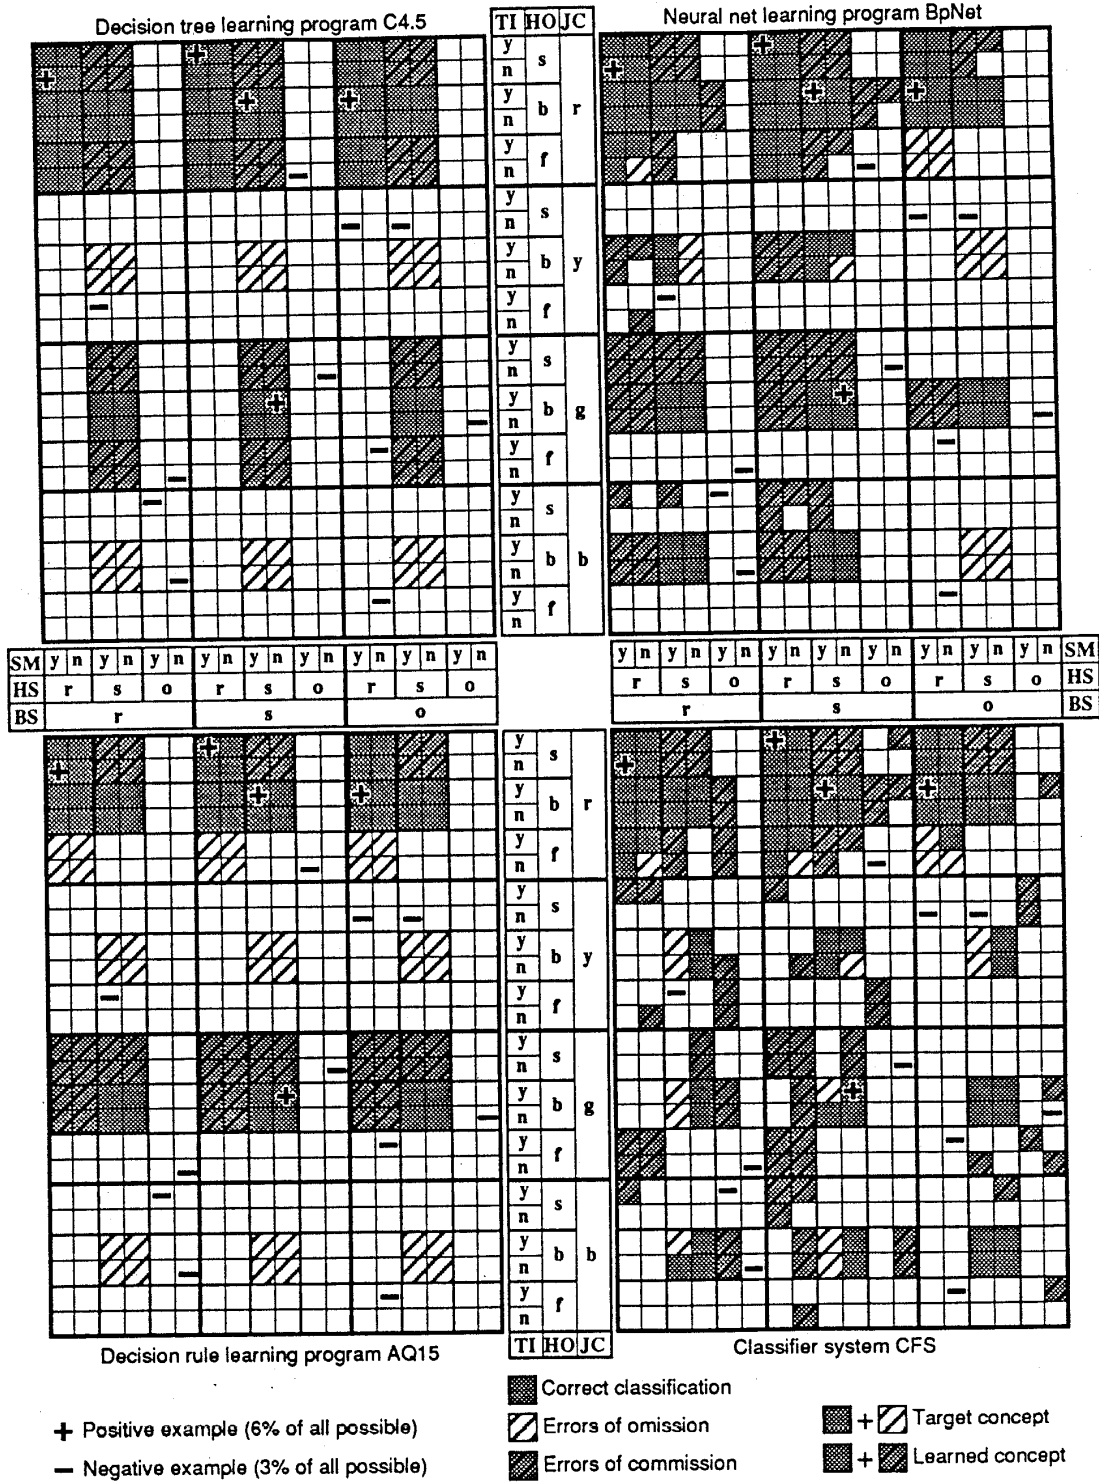 Decision tree learning program C4.5
TI HO JC
Neural net learning program BpNet
y
n
s
y
n
b
r
y
n
f
y
n
s
y
n
b
y
y
n
f
y
n
s
y
n
b
g
y
n
f
y
n
s
y
n
b
b
y
n
f
SM y n y n y n y n y n y n y n y n y n
HS r s o r s o r s o
BS r s o
y n y n y n y n y n y n y n y n y n SM
r s o r s o r s o HS
r s o BS
y
n
s
y
n
b
r
y
n
f
y
n
s
y
n
b
y
y
n
f
y
n
s
y
n
b
g
y
n
f
y
n
s
y
n
b
b
y
n
f
TI HO JC
Decision rule learning program AQ15
Classifier system CFS
Correct classification
+ Positive example (6% of all possible)
Errors of omission
+ Target concept
− Negative example (3% of all possible)
Errors of commission
+ Learned concept